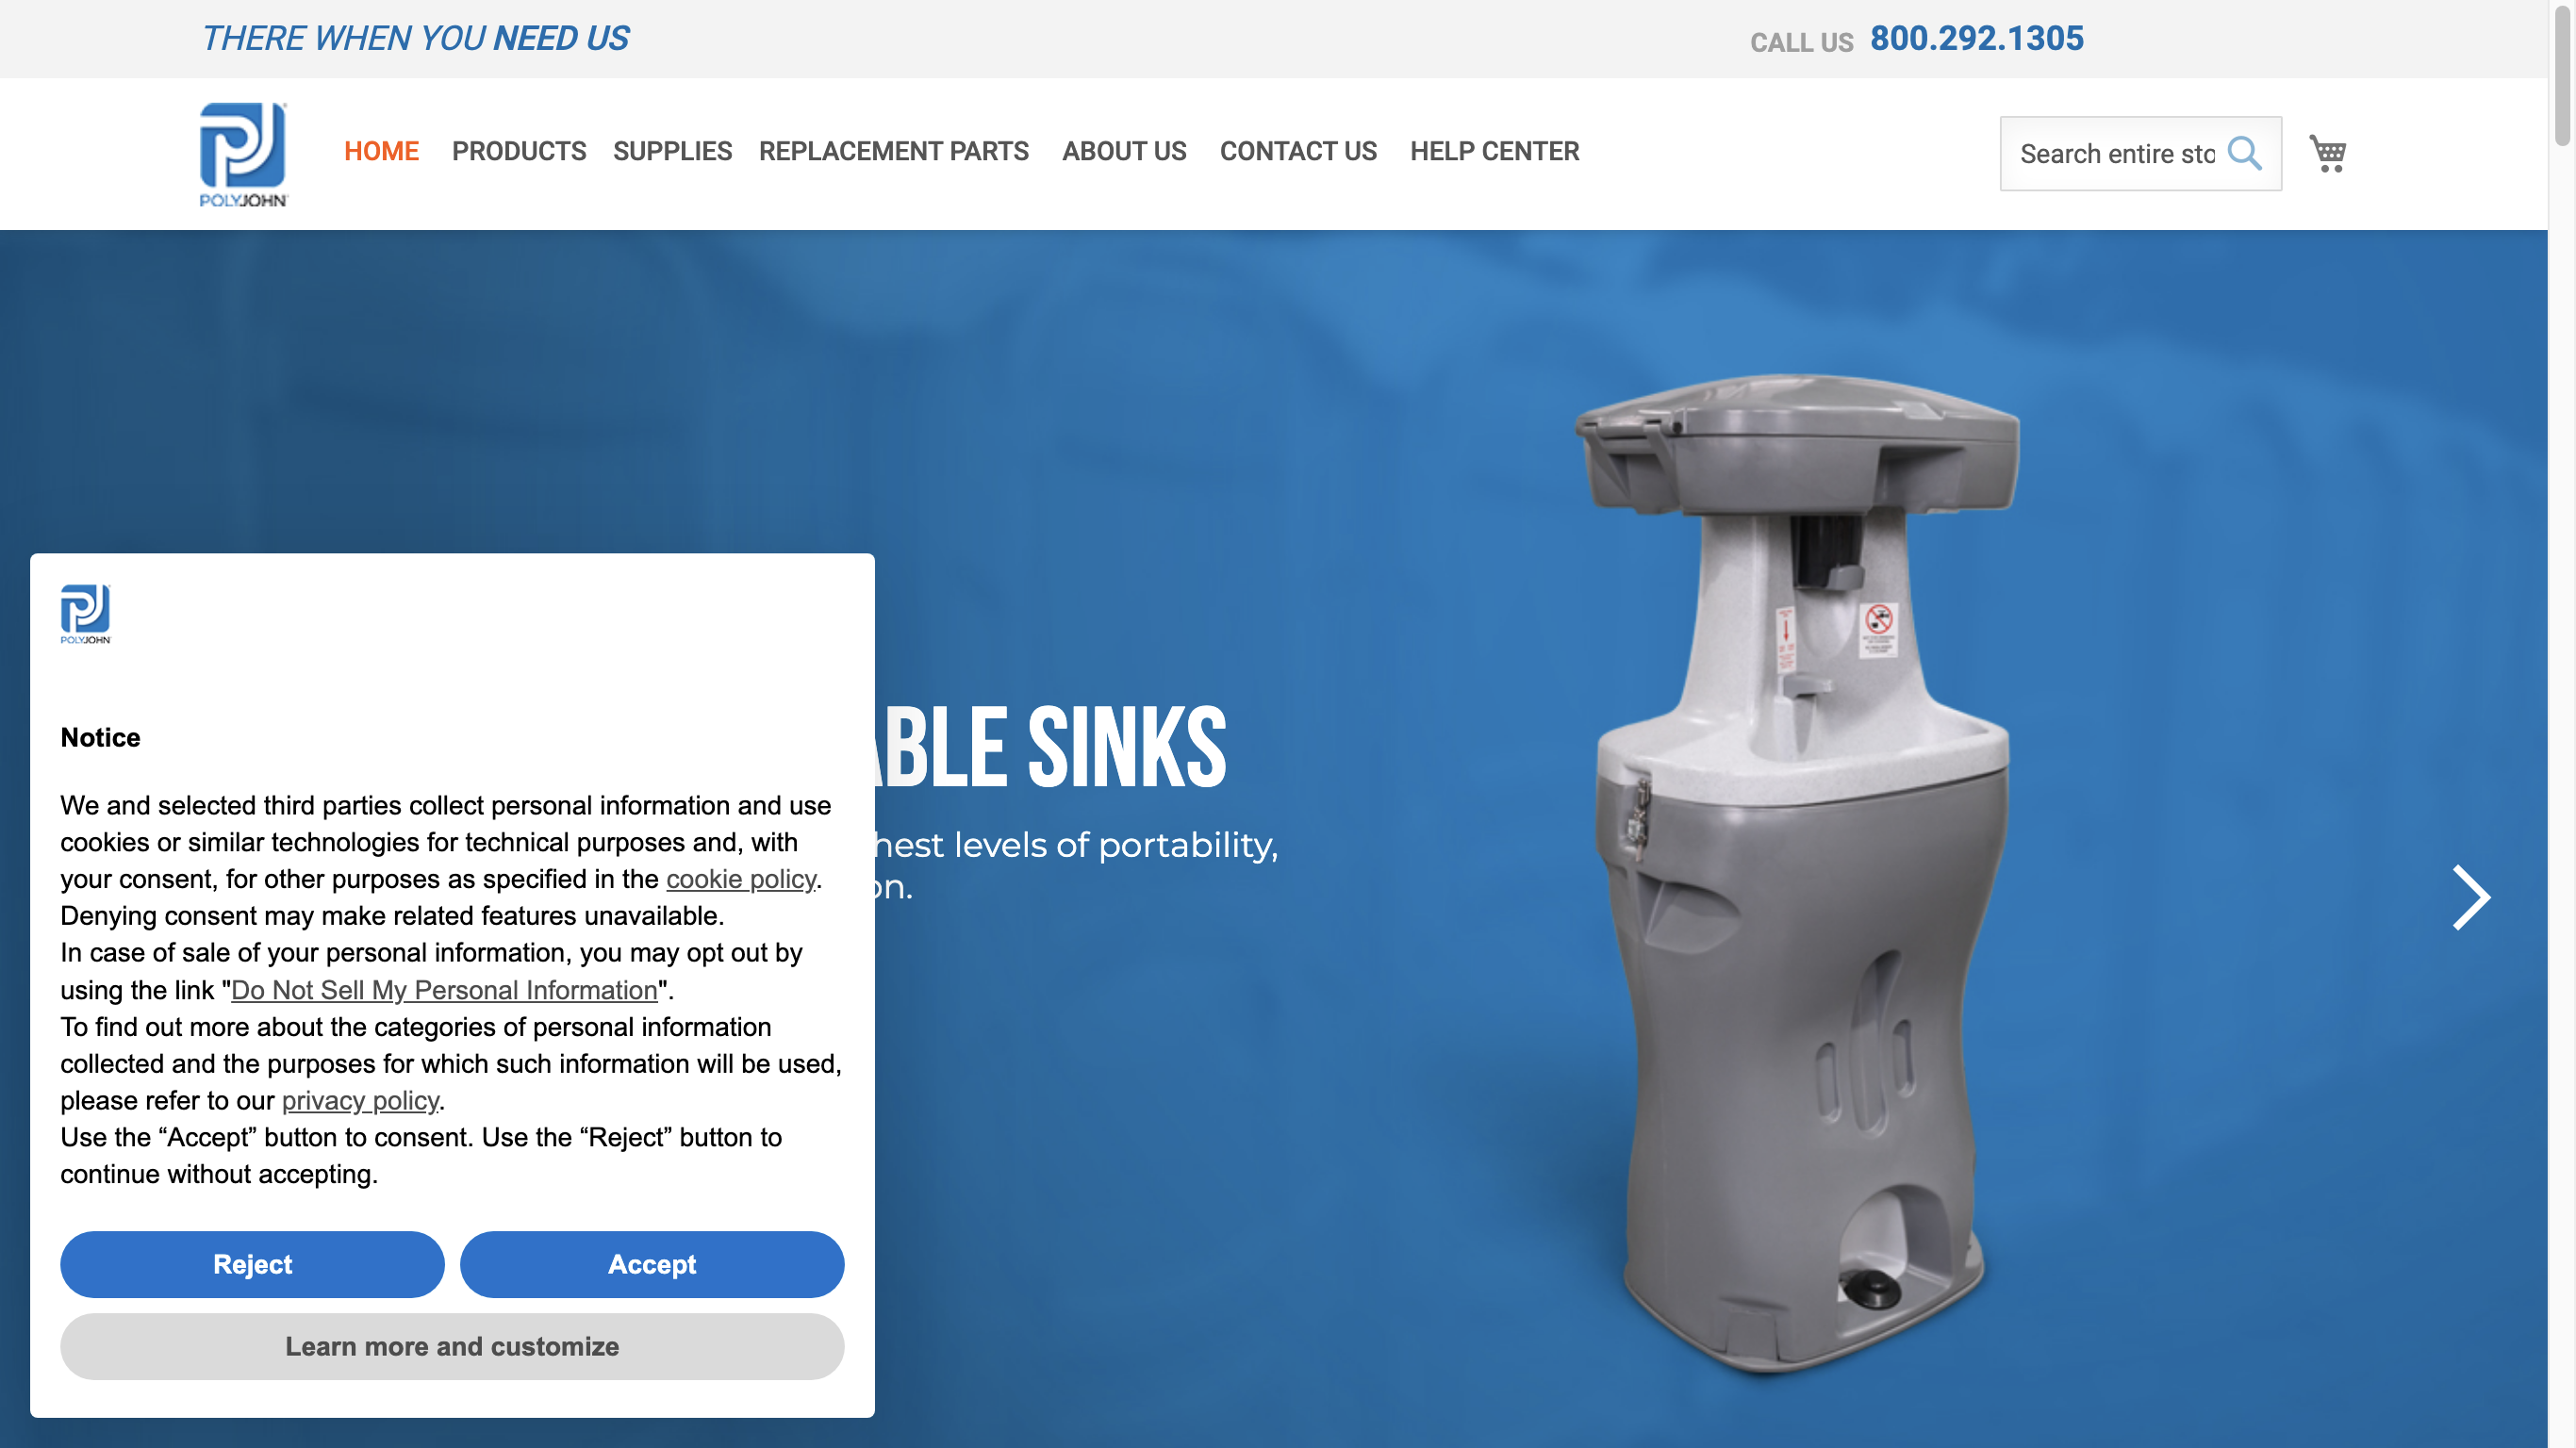 THERE WHEN YOU NEED US
CALL US 800.292.1305
POLYJOHN
HOME PRODUCTS SUPPLIES REPLACEMENT PARTS ABOUT US CONTACT US HELP CENTER
Search entire sto
ABLE SINKS
hest levels of portability,
on.
POLYJOHN
Notice
We and selected third parties collect personal information and use
cookies or similar technologies for technical purposes and, with
your consent, for other purposes as specified in the cookie policy.
Denying consent may make related features unavailable.
In case of sale of your personal information, you may opt out by
using the link "Do Not Sell My Personal Information".
To find out more about the categories of personal information
collected and the purposes for which such information will be used,
please refer to our privacy policy.
Use the “Accept” button to consent. Use the “Reject” button to
continue without accepting.
Reject Accept
Learn more and customize